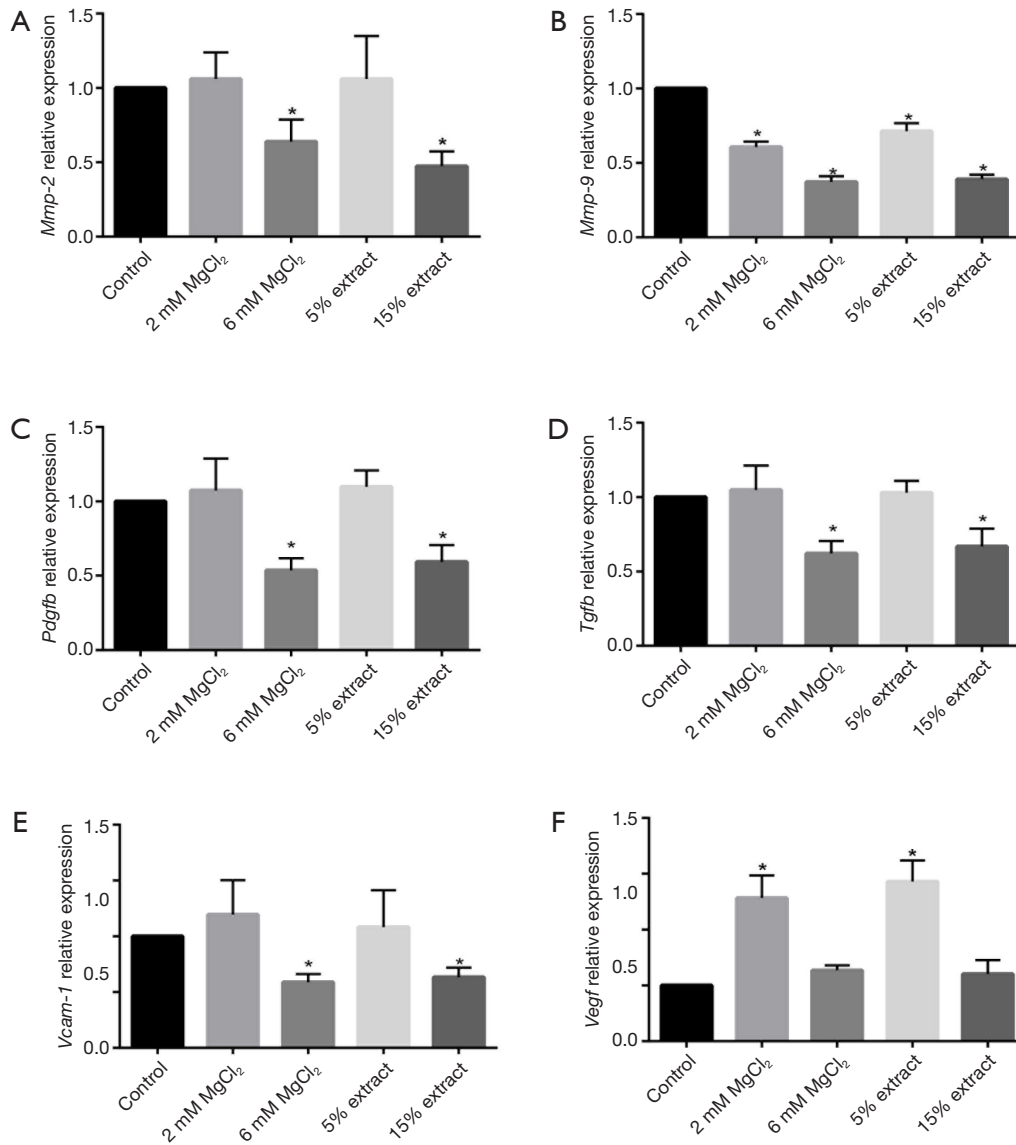 A
Mmp-2 relative expression
1.5
1.0
0.5
0.0
*
*
Control
2 mM MgCl₂
6 mM MgCl₂
5% extract
15% extract
B
Mmp-9 relative expression
1.5
1.0
0.5
0.0
*
*
*
*
Control
2 mM MgCl₂
6 mM MgCl₂
5% extract
15% extract
C
Pdgfb relative expression
1.5
1.0
0.5
0.0
*
*
Control
2 mM MgCl₂
6 mM MgCl₂
5% extract
15% extract
D
Tgfb relative expression
1.5
1.0
0.5
0.0
*
*
Control
2 mM MgCl₂
6 mM MgCl₂
5% extract
15% extract
E
Vcam-1 relative expression
1.5
1.0
0.5
0.0
*
*
Control
2 mM MgCl₂
6 mM MgCl₂
5% extract
15% extract
F
Vegf relative expression
1.5
1.0
0.5
0.0
*
*
Control
2 mM MgCl₂
6 mM MgCl₂
5% extract
15% extract